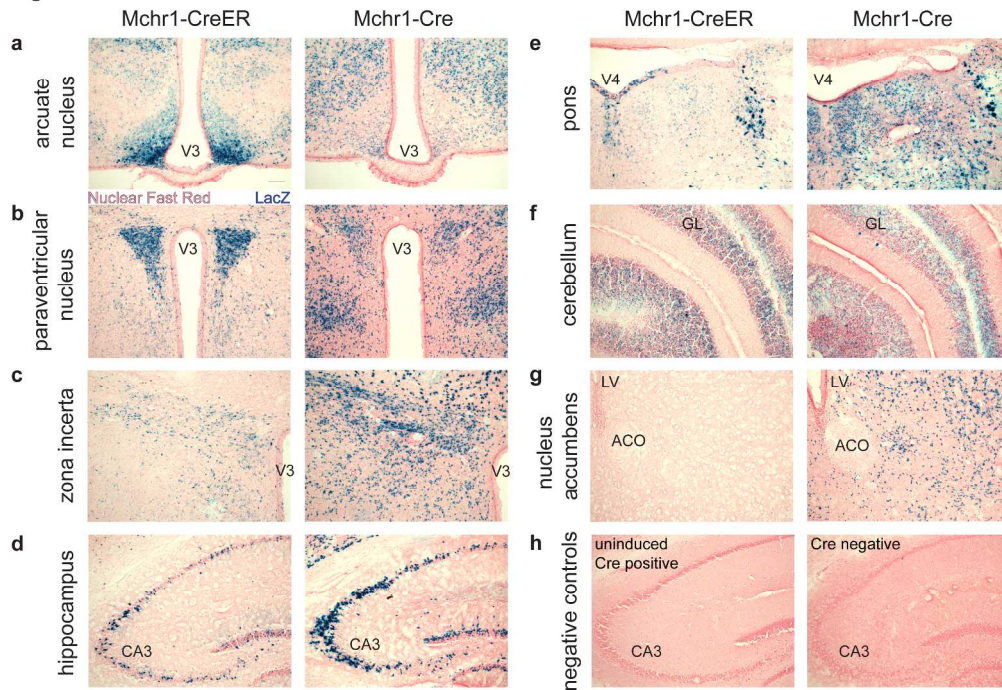 Mchr1-CreER
Mchr1-Cre
a
arcuate
nucleus
V3
Nuclear Fast Red
LacZ
b
paraventricular
nucleus
V3
c
zona incerta
V3
V3
d
hippocampus
CA3
CA3
Mchr1-CreER
Mchr1-Cre
e
pons
V4
V4
f
cerebellum
GL
GL
g
nucleus
accumbens
LV
ACO
LV
ACO
h
negative controls
uninduced
Cre positive
CA3
Cre negative
CA3